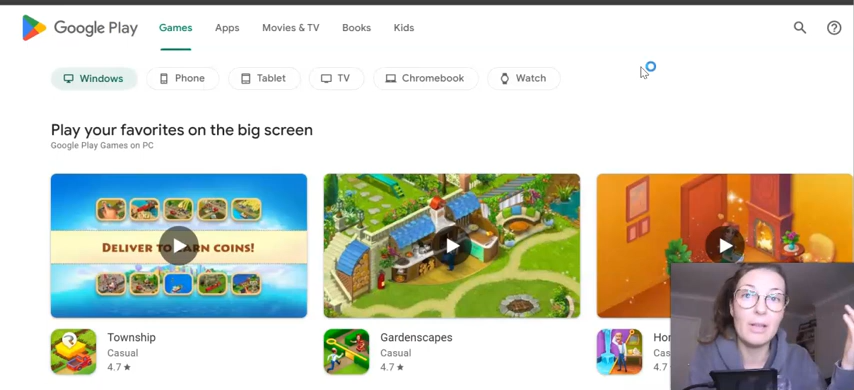 Google Play
Games
Apps
Movies & TV
Books
Kids
Windows
Phone
Tablet
TV
Chromebook
Watch
Play your favorites on the big screen
Google Play Games on PC
DELIVER TO EARN COINS!
Township
Casual
4.7 ★
Gardenscapes
Casual
4.7 ★
4.7